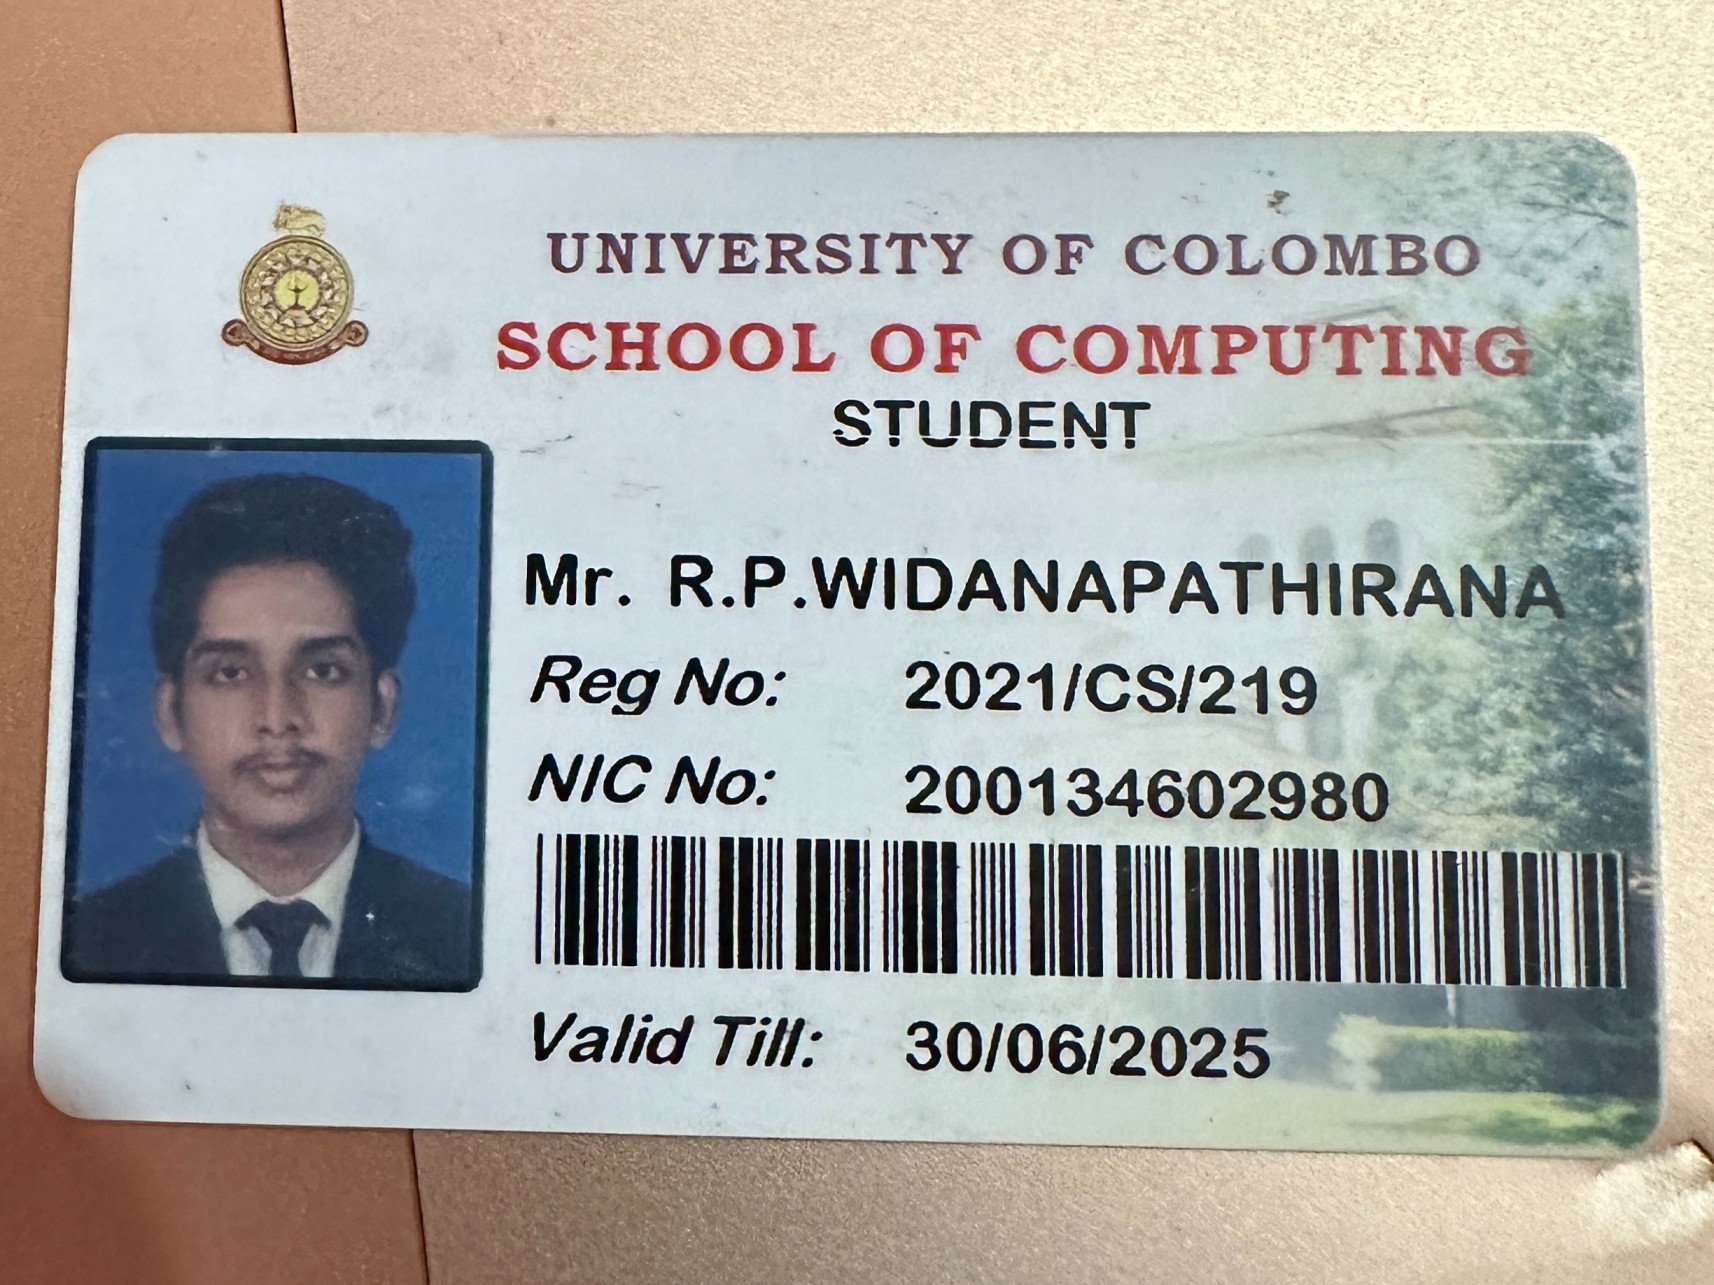 UNIVERSITY OF COLOMBO
SCHOOL OF COMPUTING
STUDENT
Mr. R.P.WIDANAPATHIRANA
Reg No: 2021/CS/219
NIC No: 200134602980
Valid Till: 30/06/2025